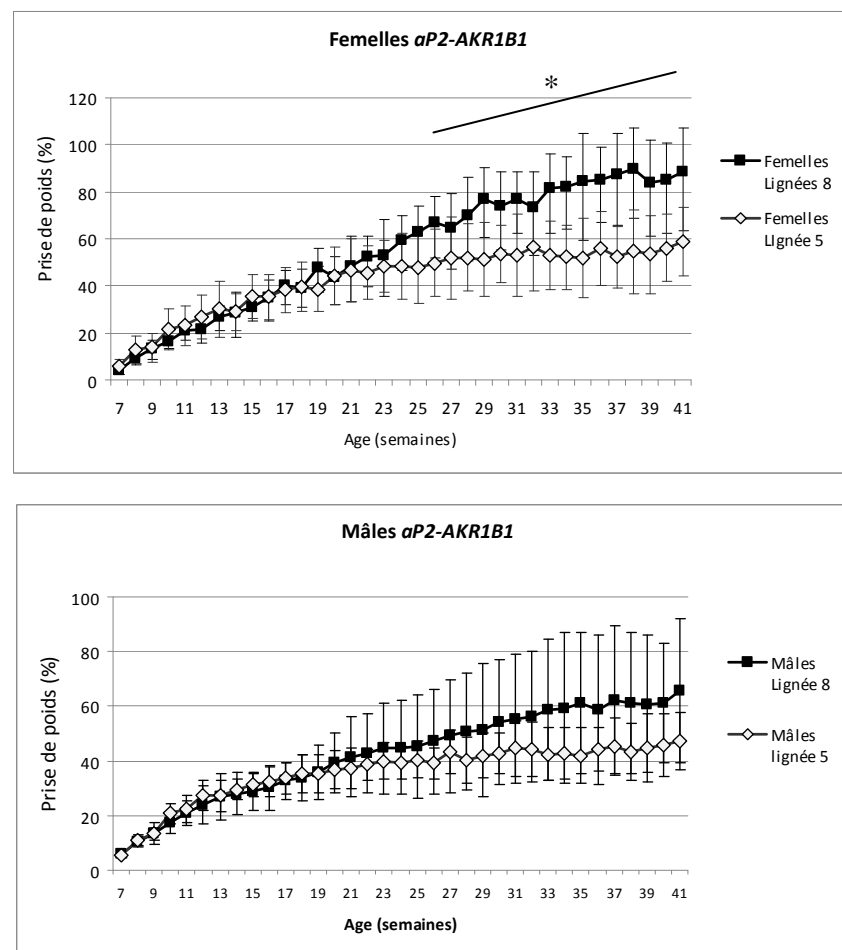 Femelles aP2-AKR1B1
*
120
100
80
60
40
20
0
Prise de poids (%)
7 9 11 13 15 17 19 21 23 25 27 29 31 33 35 37 39 41
Age (semaines)
Femelles
Lignées 8
Femelles
LIgnée 5
Mâles aP2-AKR1B1
100
80
60
40
20
0
Prise de poids (%)
7 9 11 13 15 17 19 21 23 25 27 29 31 33 35 37 39 41
Age (semaines)
Mâles
Lignée 8
Mâles
lignée 5